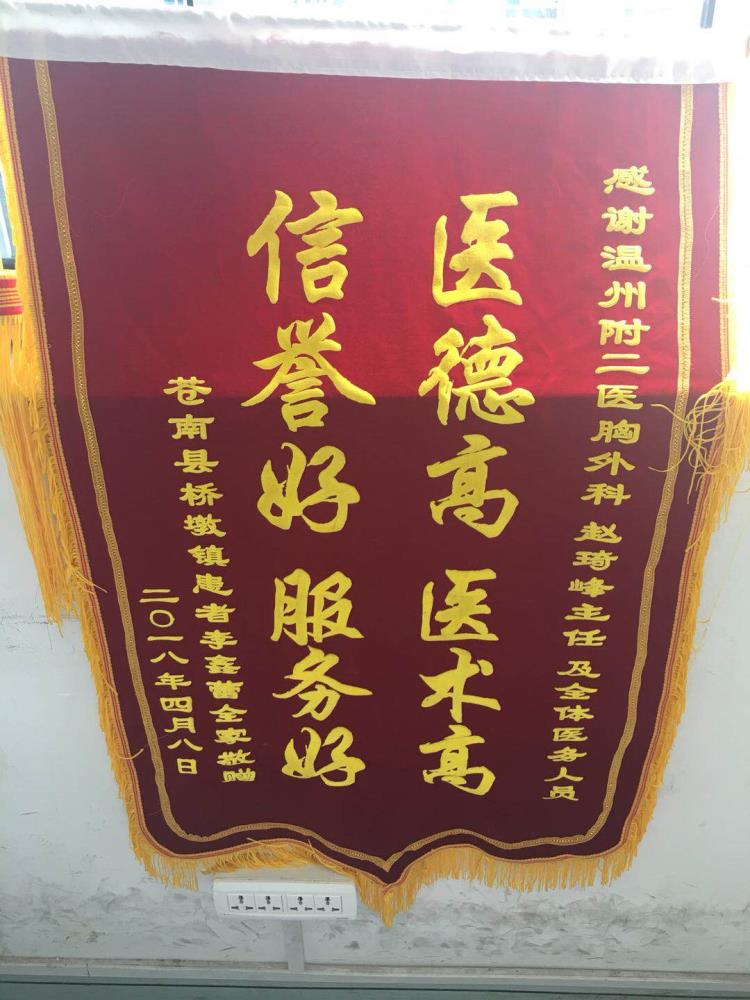 感谢温州附二医胸外科 赵琦峰主任 及全体医务人员
医德高 医术高
信誉好 服务好
苍南县桥墩镇患者李鑫蕾全家敬赠
二〇一八年四月八日